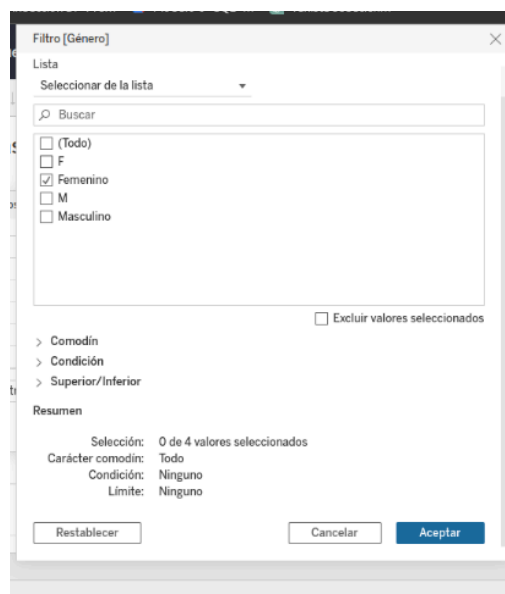 Filtro [Género]
Lista
Seleccionar de la lista
Buscar
(Todo)
F
Femenino
M
Masculino
Excluir valores seleccionados
Comodín
Condición
Superior/Inferior
Resumen
Selección: 0 de 4 valores seleccionados
Carácter comodín: Todo
Condición: Ninguno
Límite: Ninguno
Restablecer Cancelar Aceptar